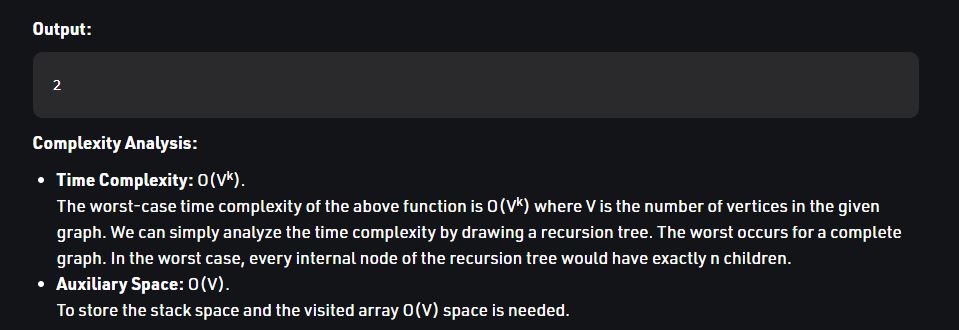 Output:
2
Complexity Analysis:
• Time Complexity: O(Vᵏ).
The worst-case time complexity of the above function is O(Vᵏ) where V is the number of vertices in the given
graph. We can simply analyze the time complexity by drawing a recursion tree. The worst occurs for a complete
graph. In the worst case, every internal node of the recursion tree would have exactly n children.
• Auxiliary Space: O(V).
To store the stack space and the visited array O(V) space is needed.